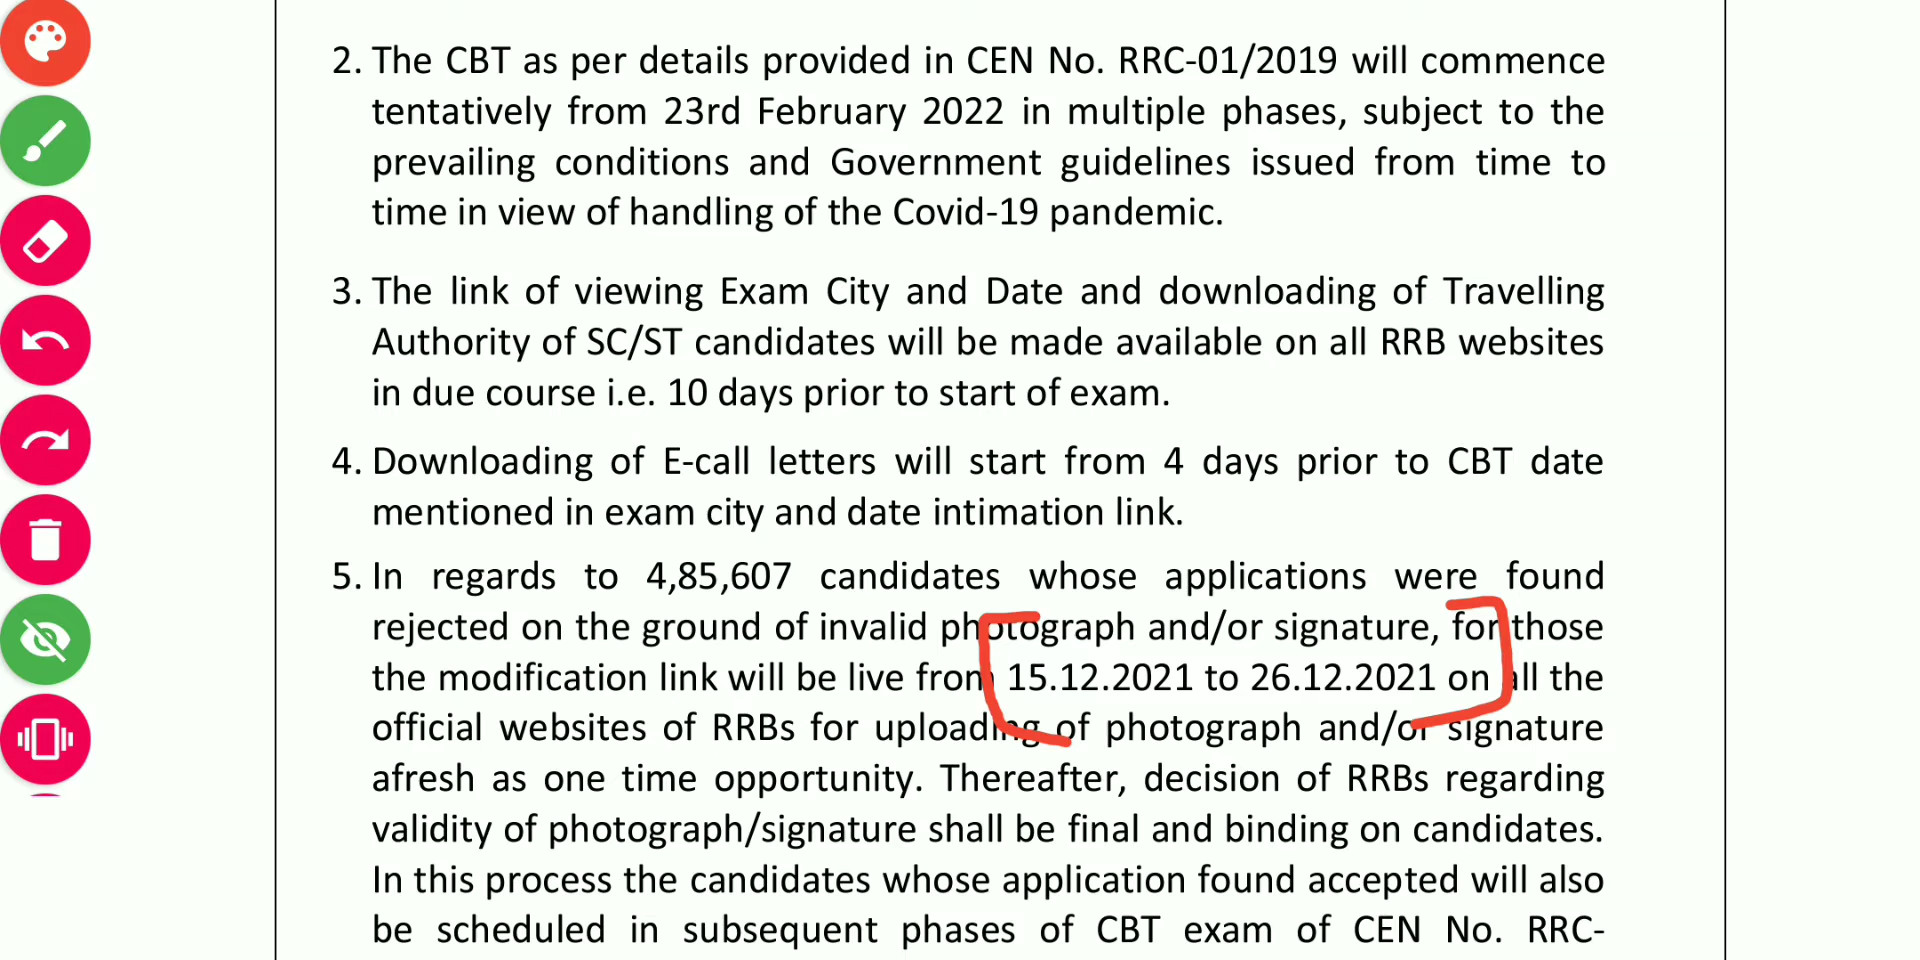 2. The CBT as per details provided in CEN No. RRC-01/2019 will commence
tentatively from 23rd February 2022 in multiple phases, subject to the
prevailing conditions and Government guidelines issued from time to
time in view of handling of the Covid-19 pandemic.
3. The link of viewing Exam City and Date and downloading of Travelling
Authority of SC/ST candidates will be made available on all RRB websites
in due course i.e. 10 days prior to start of exam.
4. Downloading of E-call letters will start from 4 days prior to CBT date
mentioned in exam city and date intimation link.
5. In regards to 4,85,607 candidates whose applications were found
rejected on the ground of invalid photograph and/or signature, for those
the modification link will be live from 15.12.2021 to 26.12.2021 on all the
official websites of RRBs for uploading of photograph and/or signature
afresh as one time opportunity. Thereafter, decision of RRBs regarding
validity of photograph/signature shall be final and binding on candidates.
In this process the candidates whose application found accepted will also
be scheduled in subsequent phases of CBT exam of CEN No. RRC-